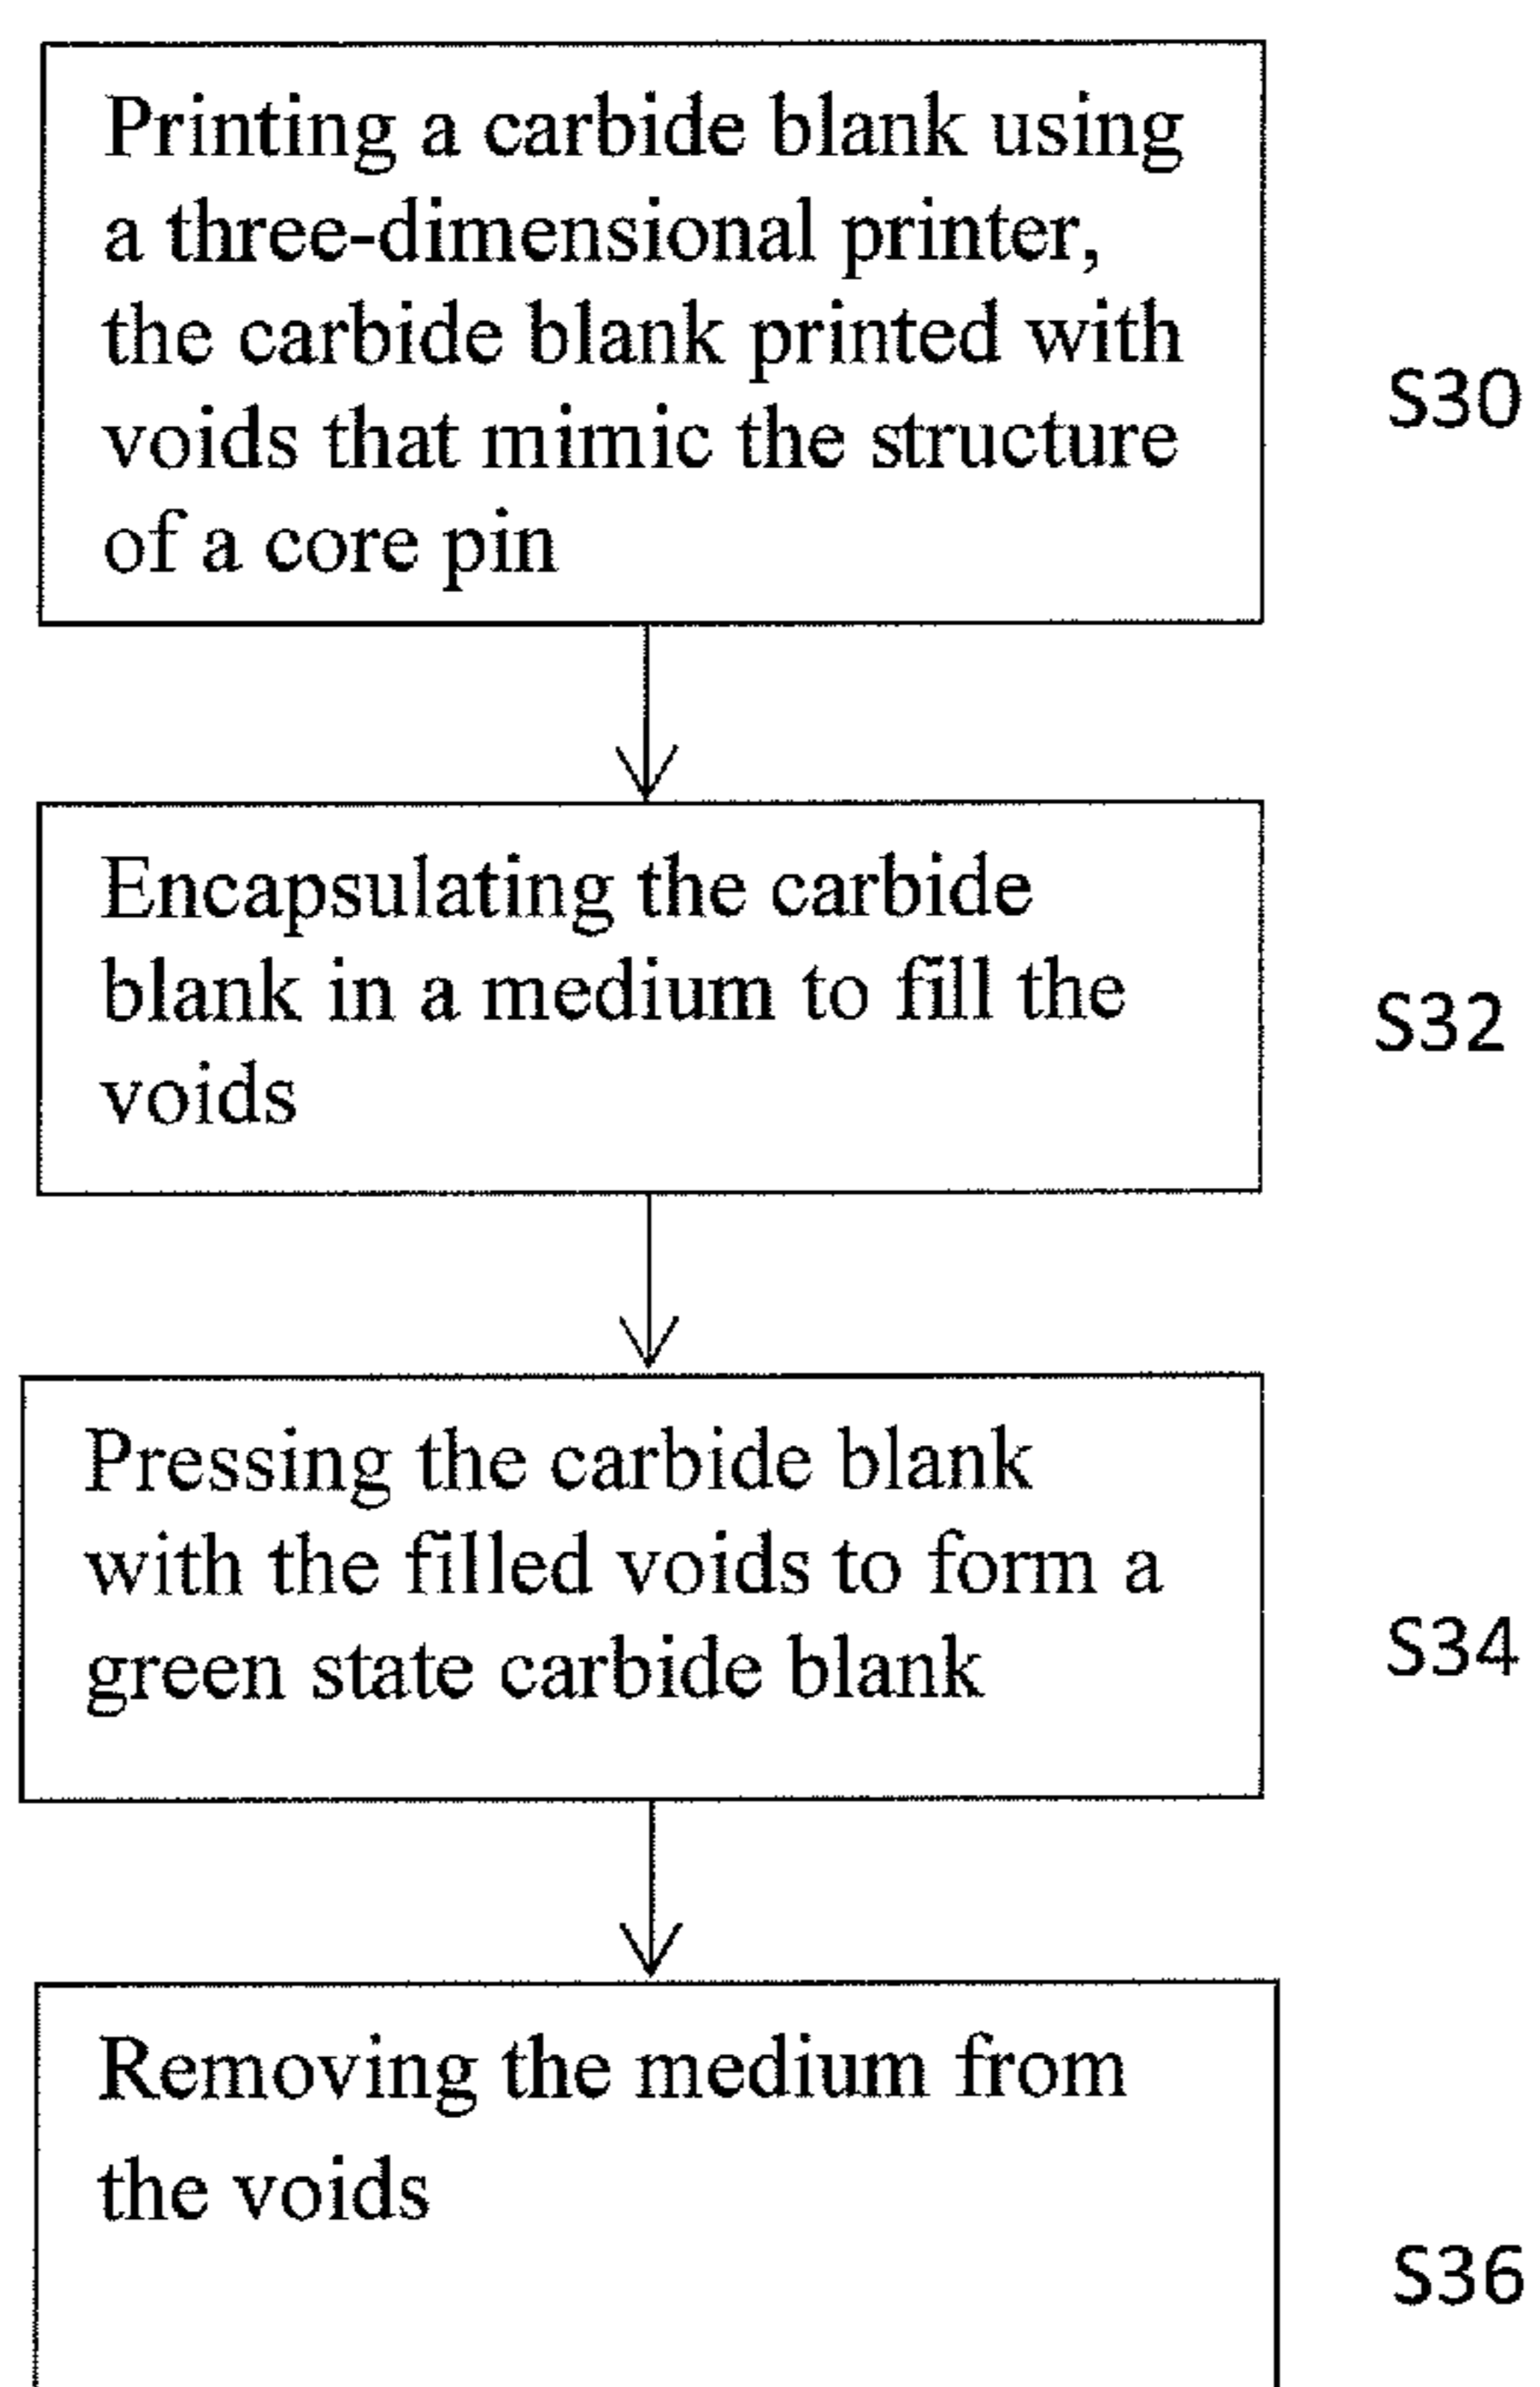 Printing a carbide blank using
a three-dimensional printer,
the carbide blank printed with
voids that mimic the structure
of a core pin
S30
Encapsulating the carbide
blank in a medium to fill the
voids
S32
Pressing the carbide blank
with the filled voids to form a
green state carbide blank
S34
Removing the medium from
the voids
S36